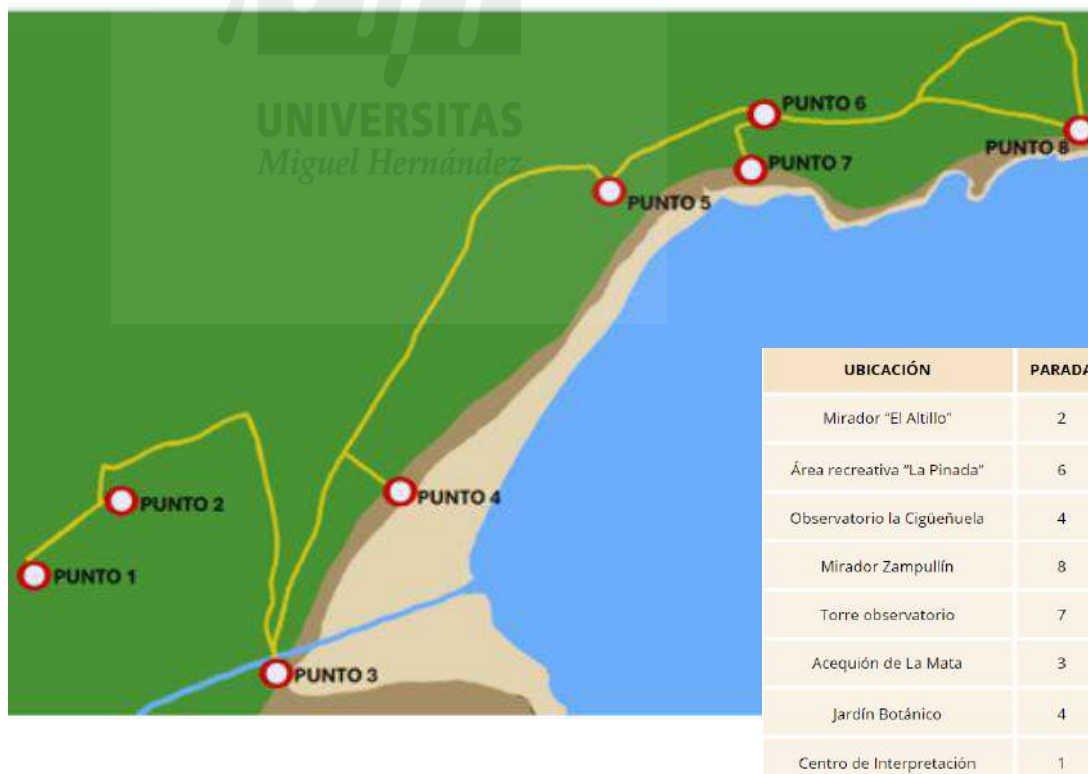 UNIVERSITAS
Miguel Hernández
PUNTO 6
PUNTO 8
PUNTO 7
PUNTO 5
PUNTO 4
PUNTO 2
PUNTO 1
PUNTO 3
UBICACIÓN PARADA
Mirador "El Altillo" 2
Área recreativa "La Pinada" 6
Observatorio la Cigüeñuela 4
Mirador Zampullín 8
Torre observatorio 7
Acequión de La Mata 3
Jardín Botánico 4
Centro de Interpretación 1